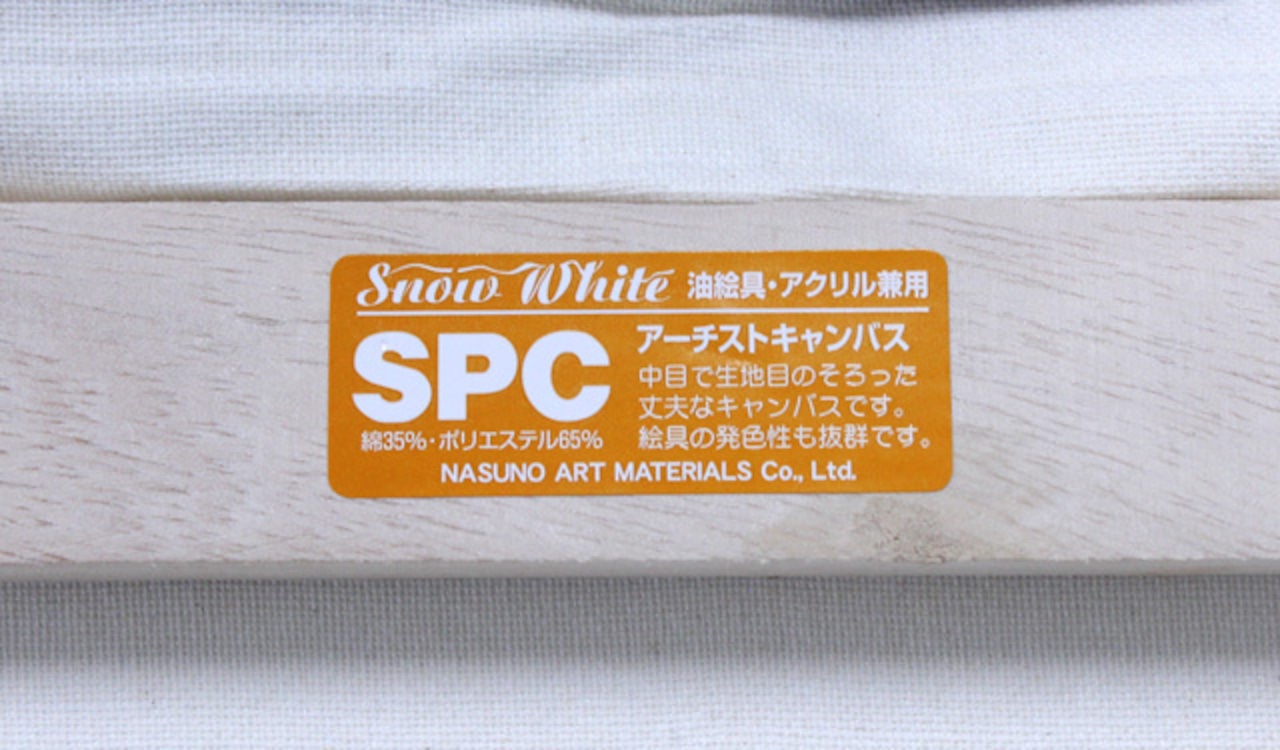 Snow White 油絵具・アクリル兼用
SPC
綿35%・ポリエステル65%
アーチストキャンバス
中目で生地目のそろった
丈夫なキャンバスです。
絵具の発色性も抜群です。
NASUNO ART MATERIALS Co., Ltd.